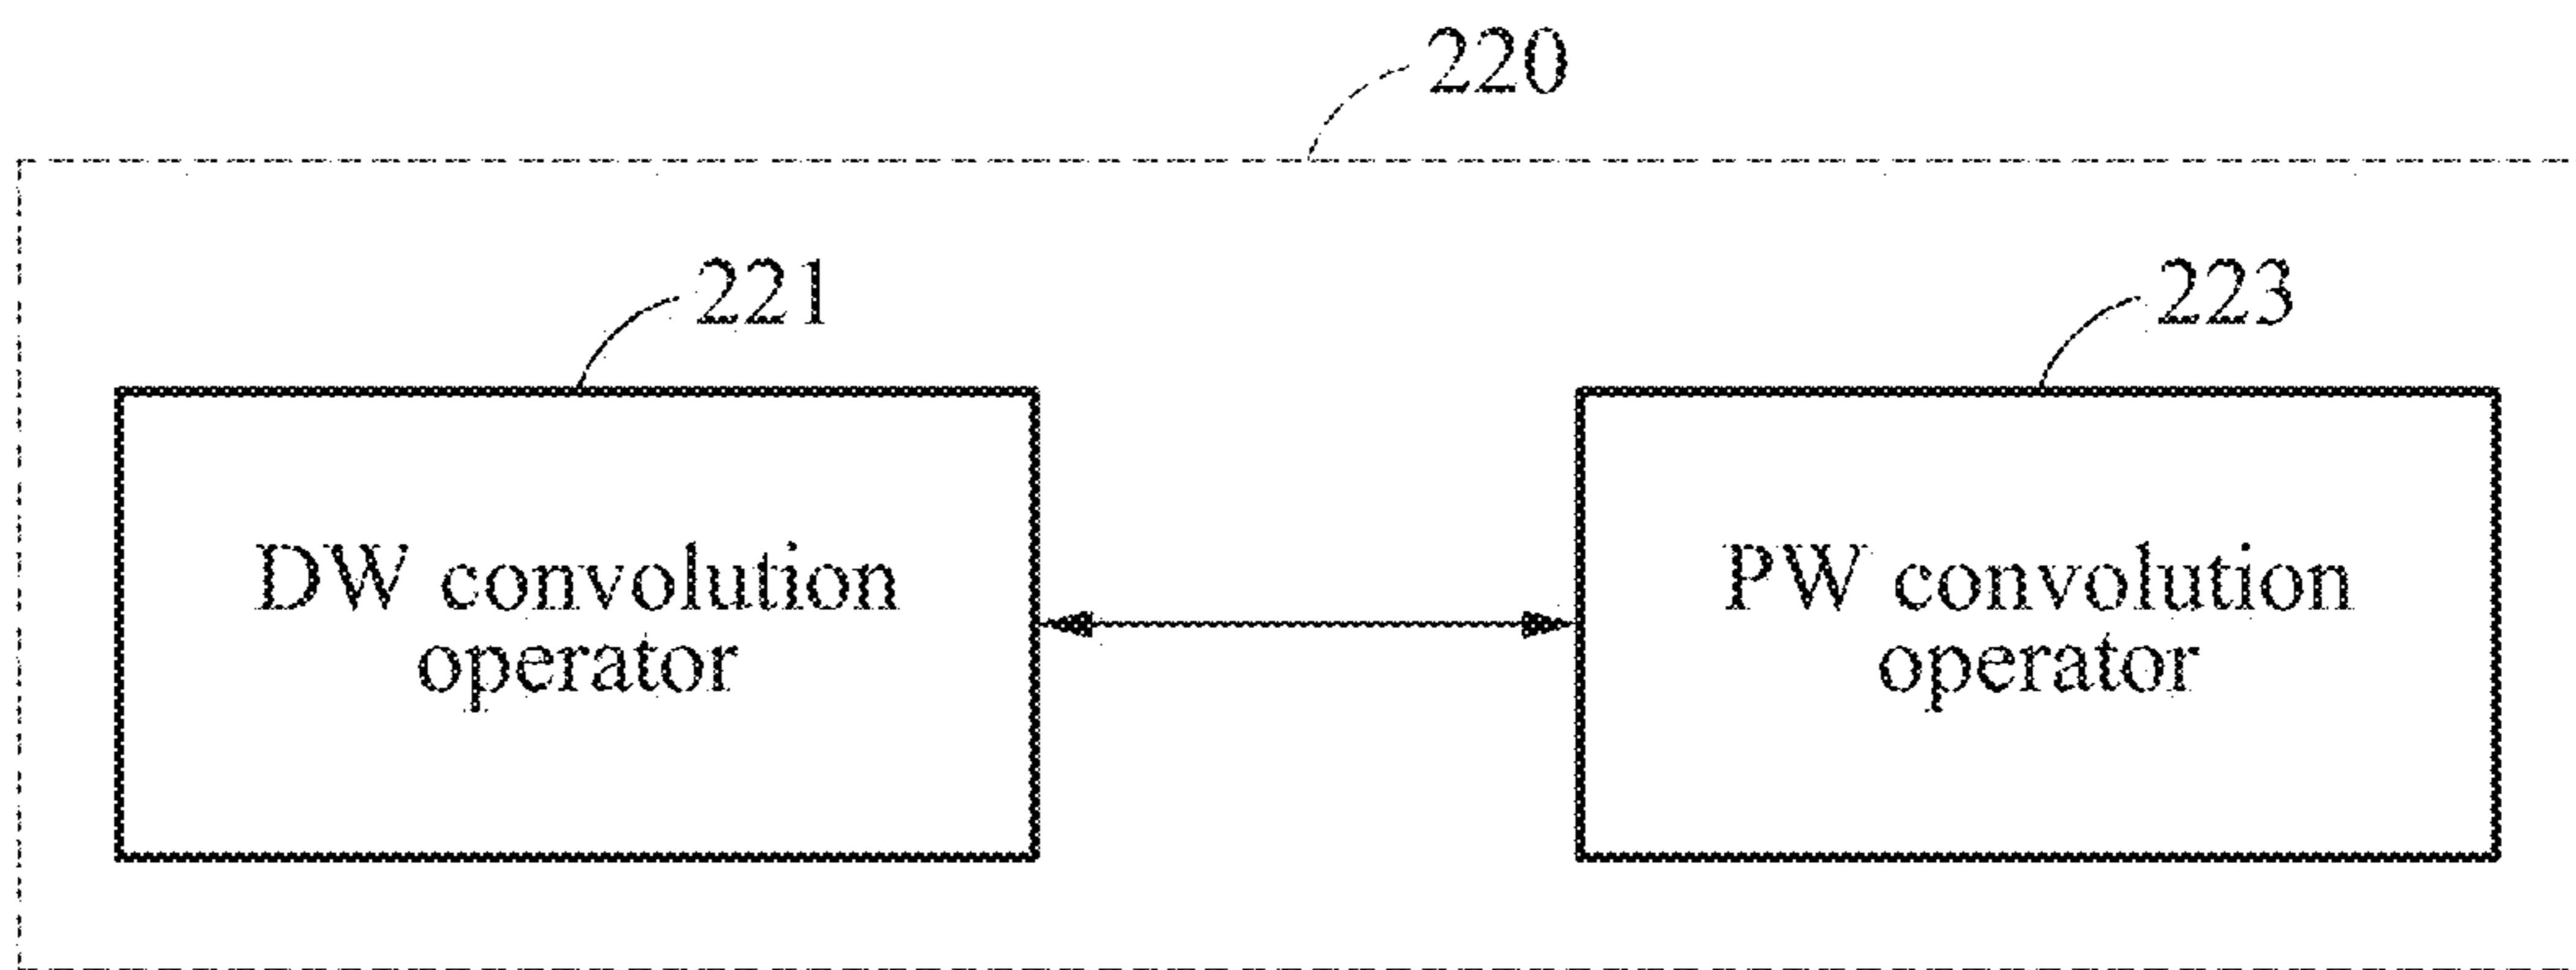 220
221
223
DW convolution
operator
PW convolution
operator